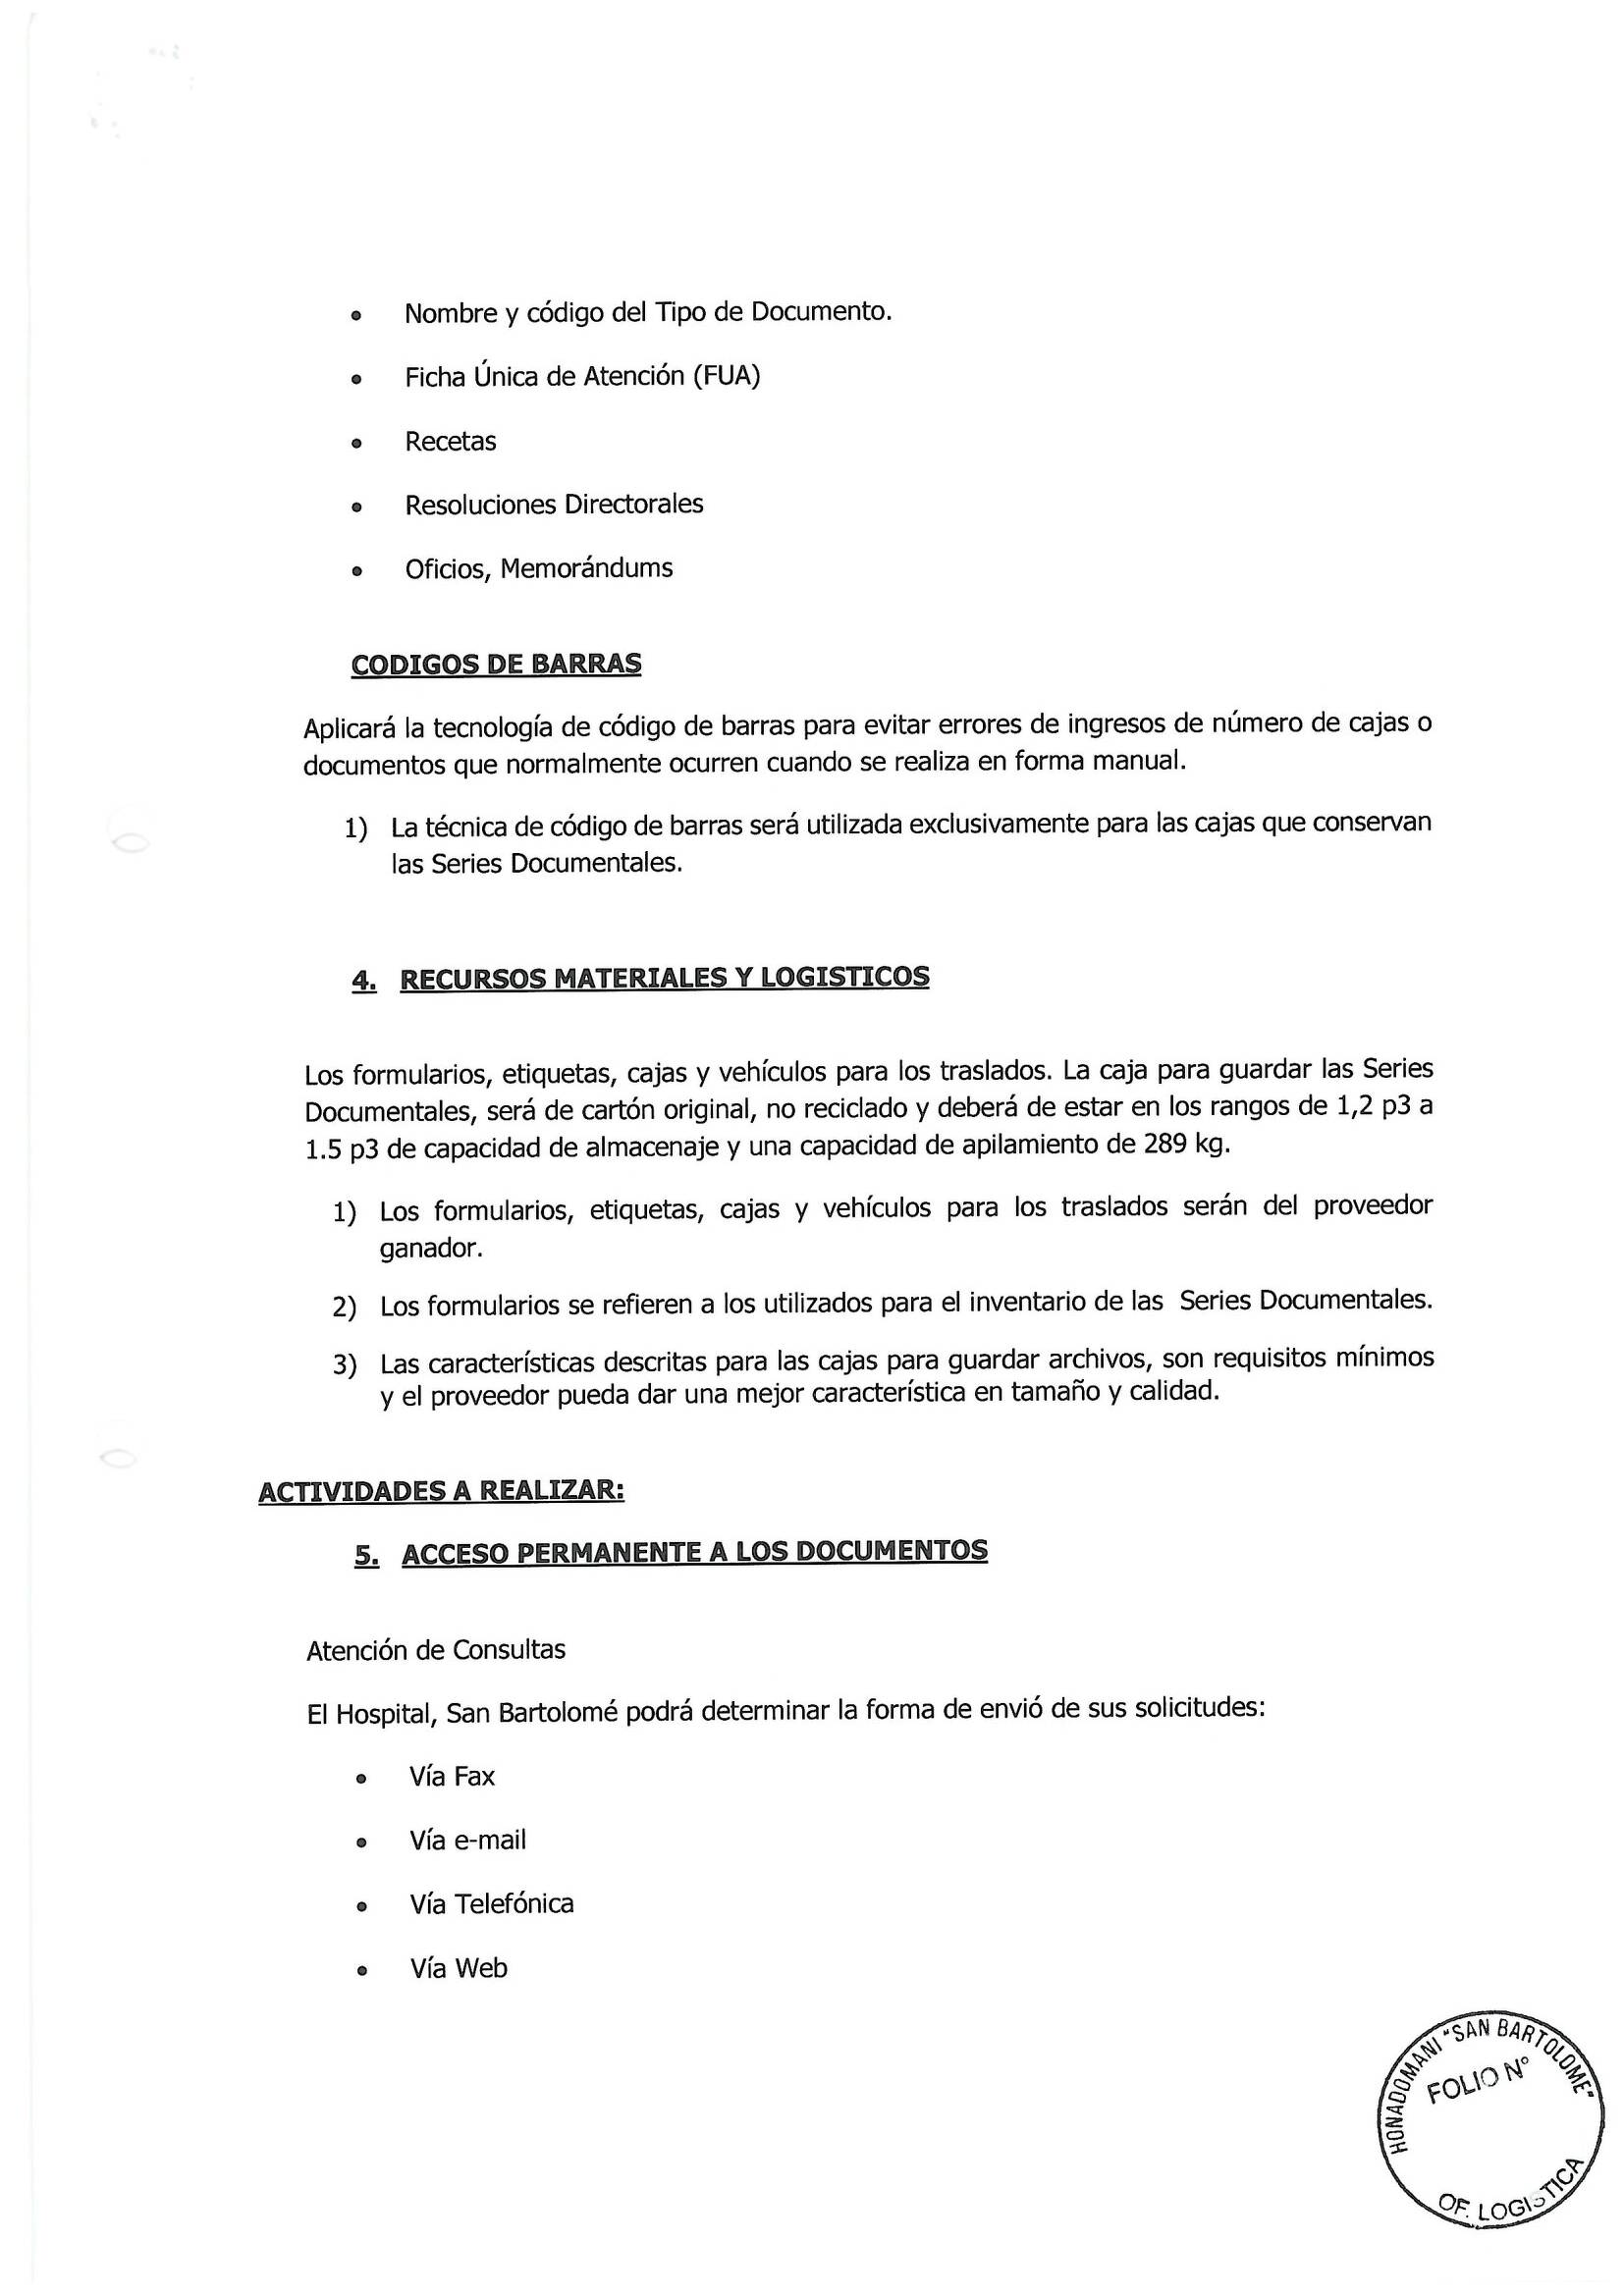 • Nombre y código del Tipo de Documento.
• Ficha Única de Atención (FUA)
• Recetas
• Resoluciones Directorales
• Oficios, Memorándums
CODIGOS DE BARRAS
Aplicará la tecnología de código de barras para evitar errores de ingresos de número de cajas o
documentos que normalmente ocurren cuando se realiza en forma manual.
1) La técnica de código de barras será utilizada exclusivamente para las cajas que conservan
las Series Documentales.
4. RECURSOS MATERIALES Y LOGISTICOS
Los formularios, etiquetas, cajas y vehículos para los traslados. La caja para guardar las Series
Documentales, será de cartón original, no reciclado y deberá de estar en los rangos de 1,2 p3 a
1.5 p3 de capacidad de almacenaje y una capacidad de apilamiento de 289 kg.
1) Los formularios, etiquetas, cajas y vehículos para los traslados serán del proveedor
ganador.
2) Los formularios se refieren a los utilizados para el inventario de las Series Documentales.
3) Las características descritas para las cajas para guardar archivos, son requisitos mínimos
y el proveedor pueda dar una mejor característica en tamaño y calidad.
ACTIVIDADES A REALIZAR:
5. ACCESO PERMANENTE A LOS DOCUMENTOS
Atención de Consultas
El Hospital, San Bartolomé podrá determinar la forma de envió de sus solicitudes:
• Vía Fax
• Vía e-mail
• Vía Telefónica
• Vía Web
HONADOMANI "SAN BARTOLOME"
FOLIO N°
OF. LOGISTICA